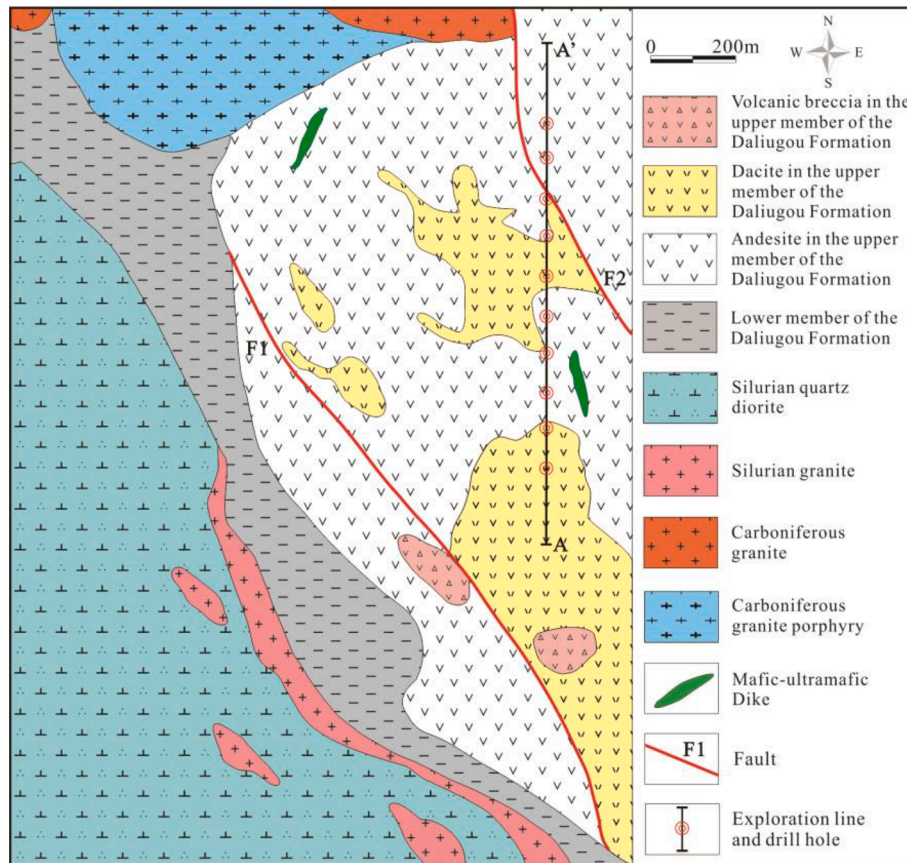 A'
F2
F1
A
0 200m
N
W E
S
Volcanic breccia in the
upper member of the
Daliugou Formation
Dacite in the upper
member of the
Daliugou Formation
Andesite in the upper
member of the
Daliugou Formation
Lower member of the
Daliugou Formation
Silurian quartz
diorite
Silurian granite
Carboniferous
granite
Carboniferous
granite porphyry
Mafic-ultramafic
Dike
F1
Fault
Exploration line
and drill hole